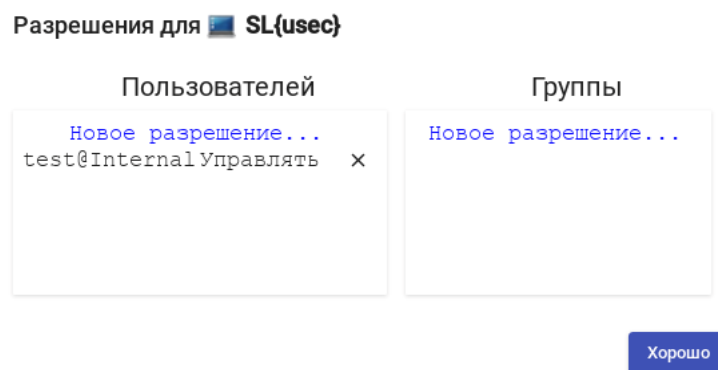 Разрешения для SL{usec}
Пользователей
Новое разрешение...
test@Internal Управлять ×
Группы
Новое разрешение...
Хорошо